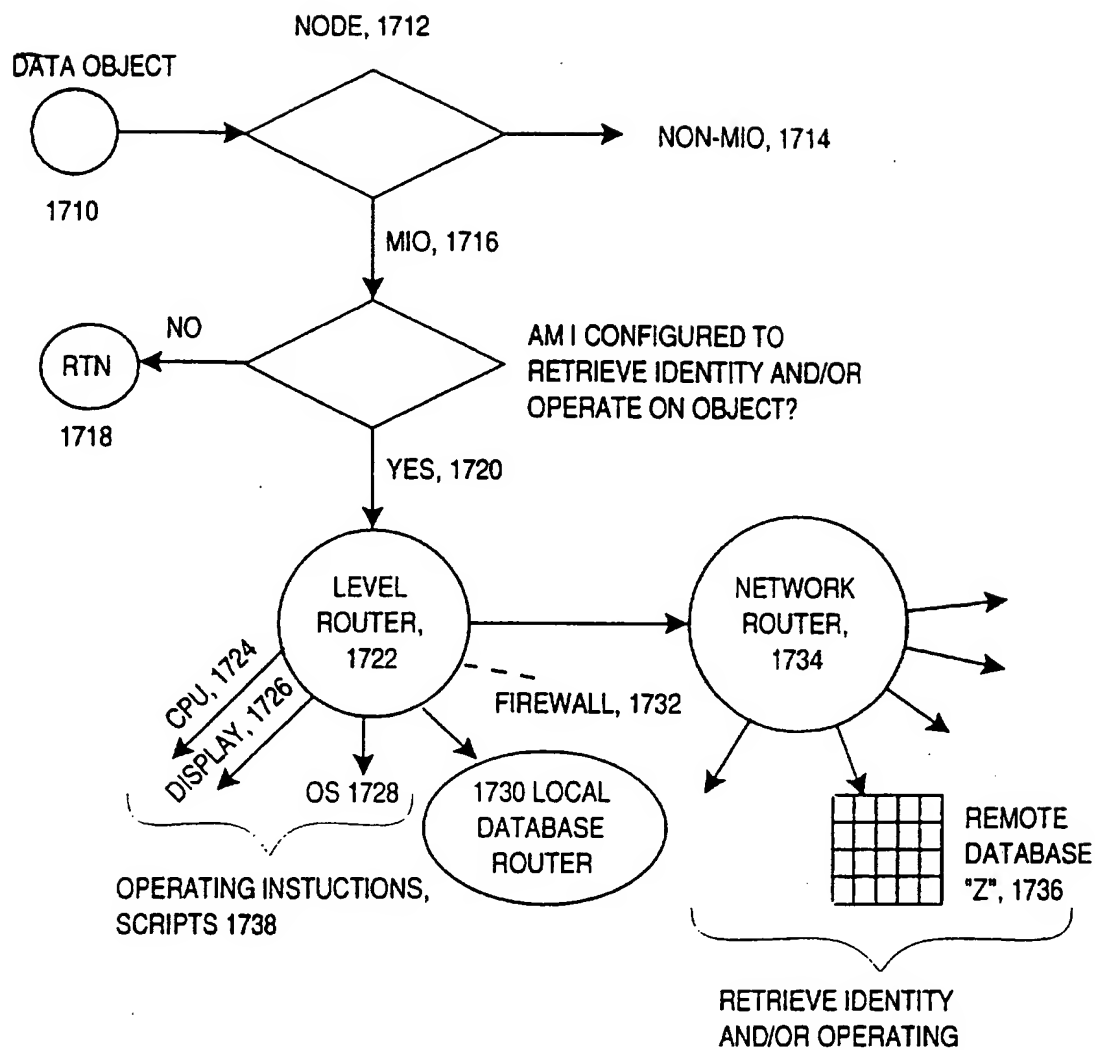 NODE, 1712
DATA OBJECT
NON-MIO, 1714
1710
MIO, 1716
NO
RTN
1718
AM I CONFIGURED TO
RETRIEVE IDENTITY AND/OR
OPERATE ON OBJECT?
YES, 1720
LEVEL
ROUTER,
1722
NETWORK
ROUTER,
1734
CPU, 1724
DISPLAY, 1726
FIREWALL, 1732
OS 1728
1730 LOCAL
DATABASE
ROUTER
REMOTE
DATABASE
"Z", 1736
OPERATING INSTUCTIONS,
SCRIPTS 1738
RETRIEVE IDENTITY
AND/OR OPERATING